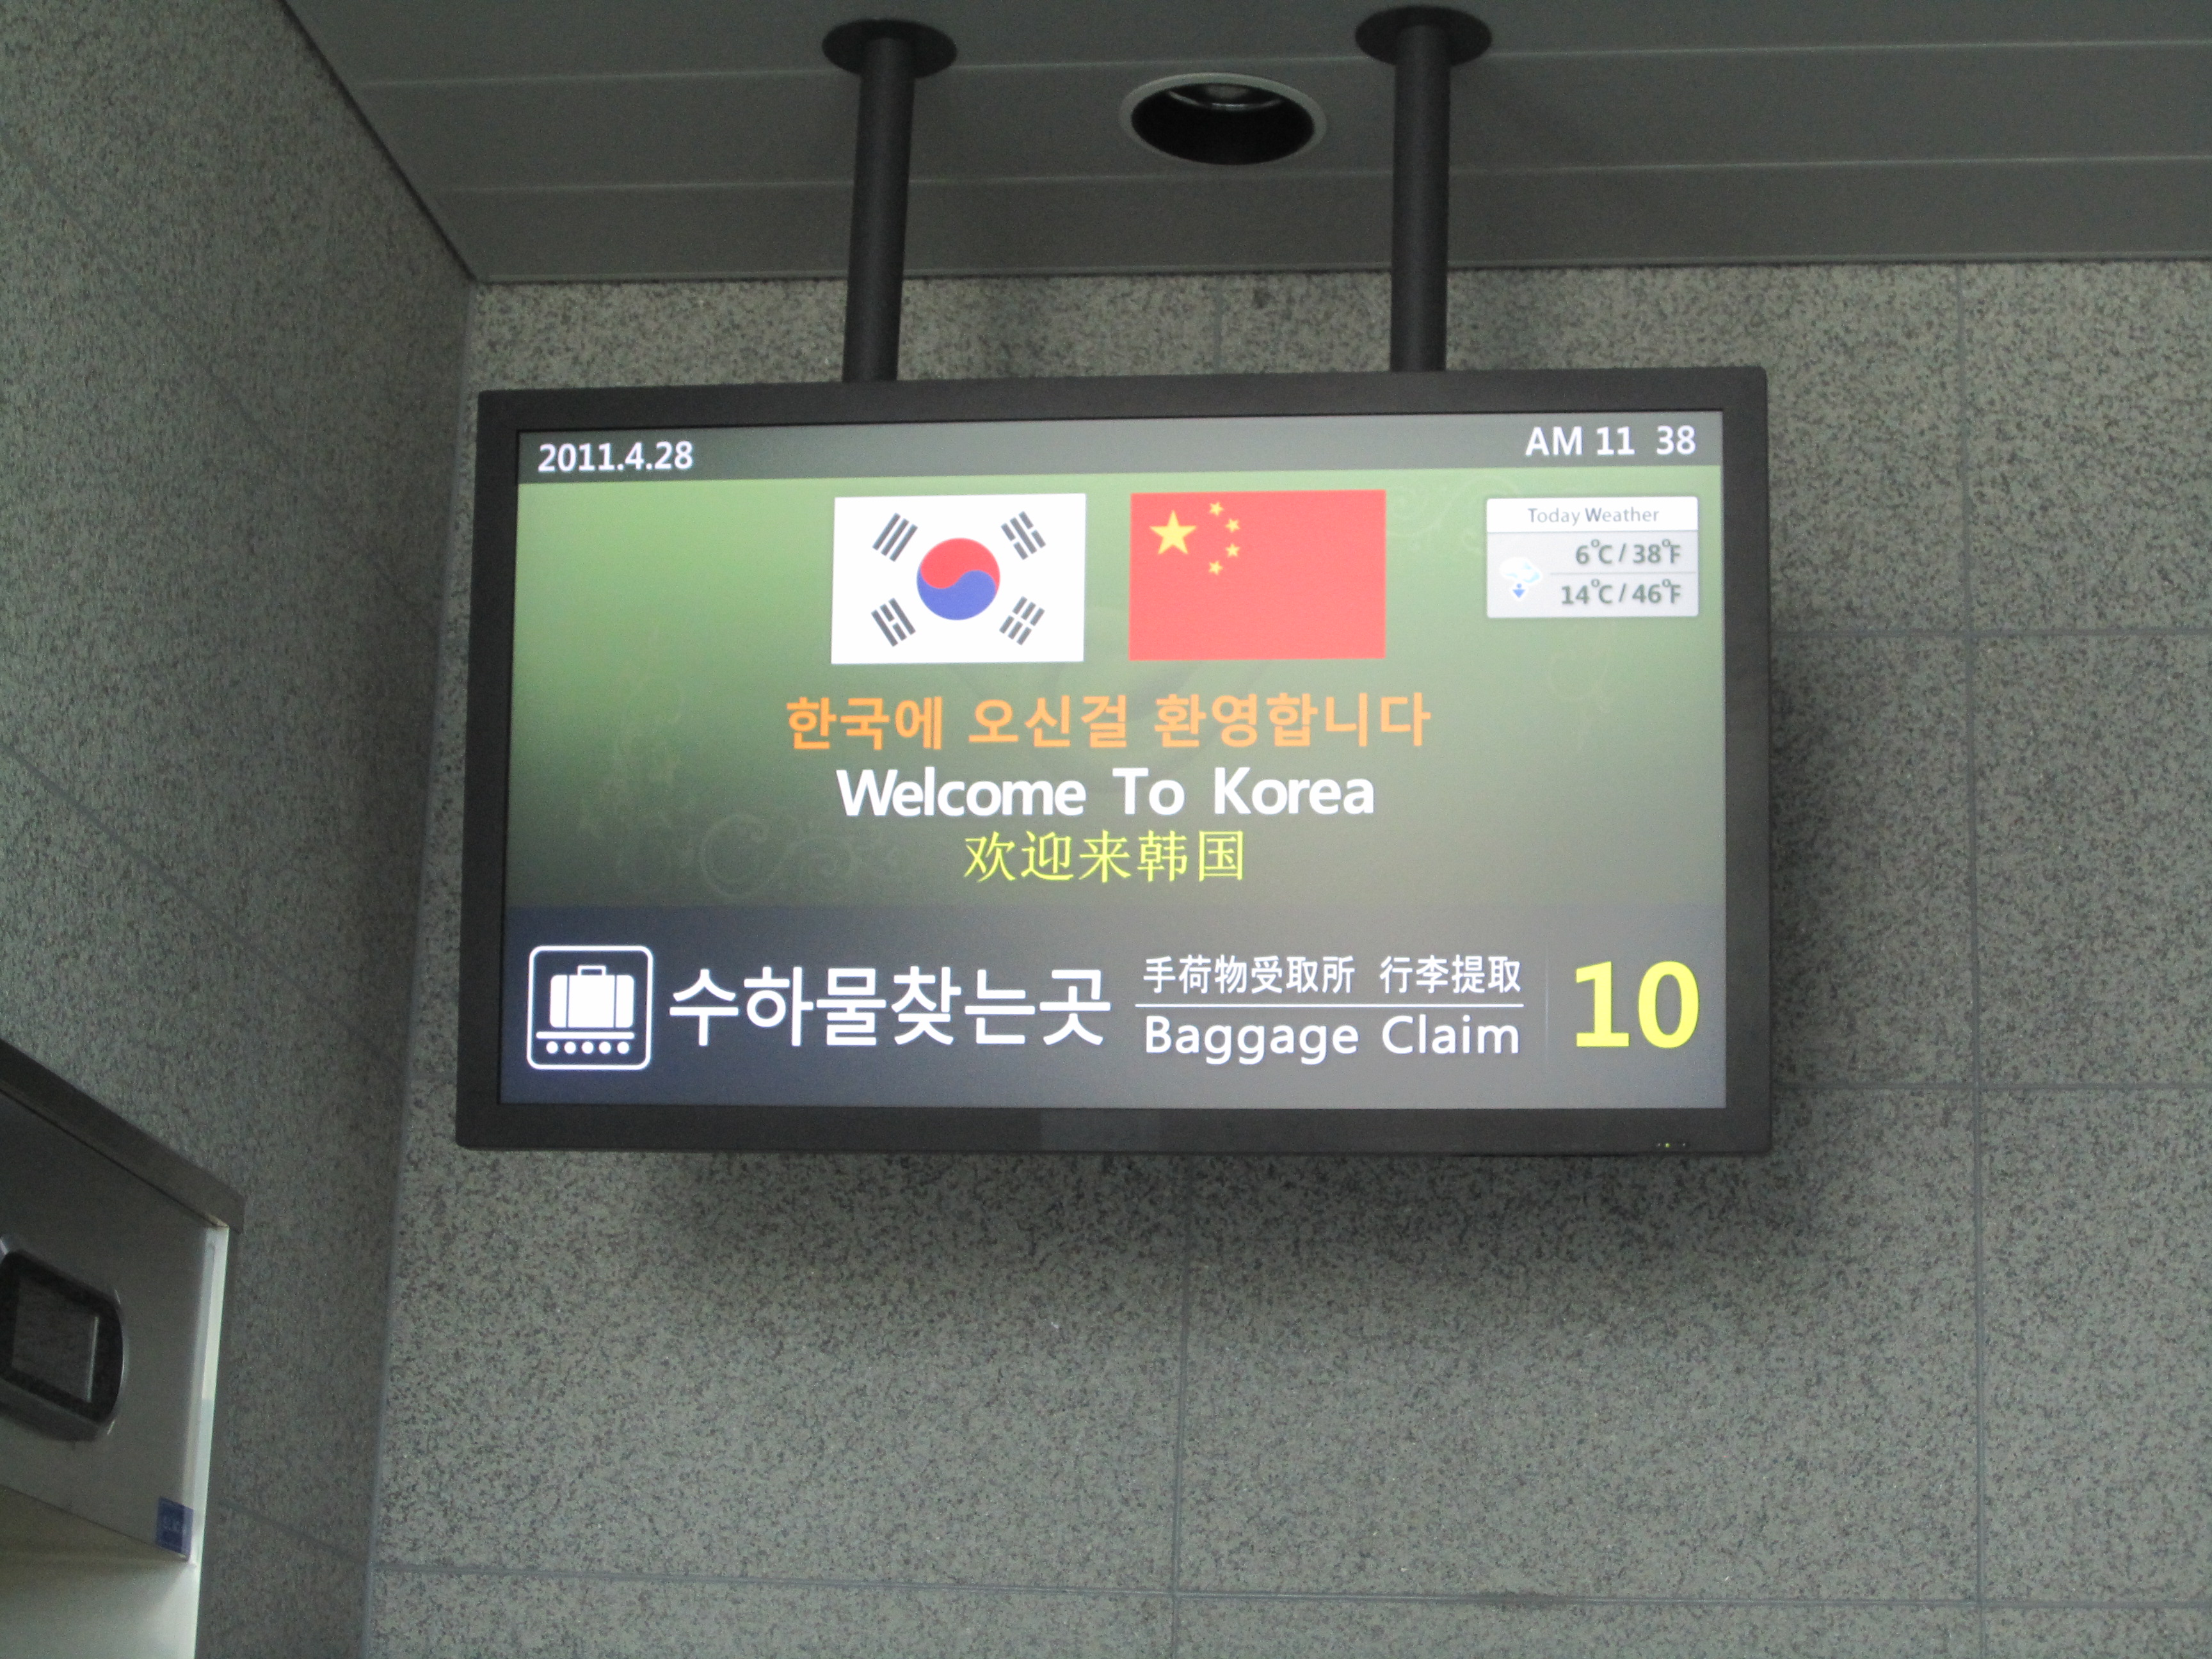 2011.4.28
AM 11 38
Today Weather
6°C / 38°F
14°C / 46°F
한국에 오신걸 환영합니다
Welcome To Korea
欢迎来韩国
수하물찾는곳
手荷物受取所 行李提取
Baggage Claim
10